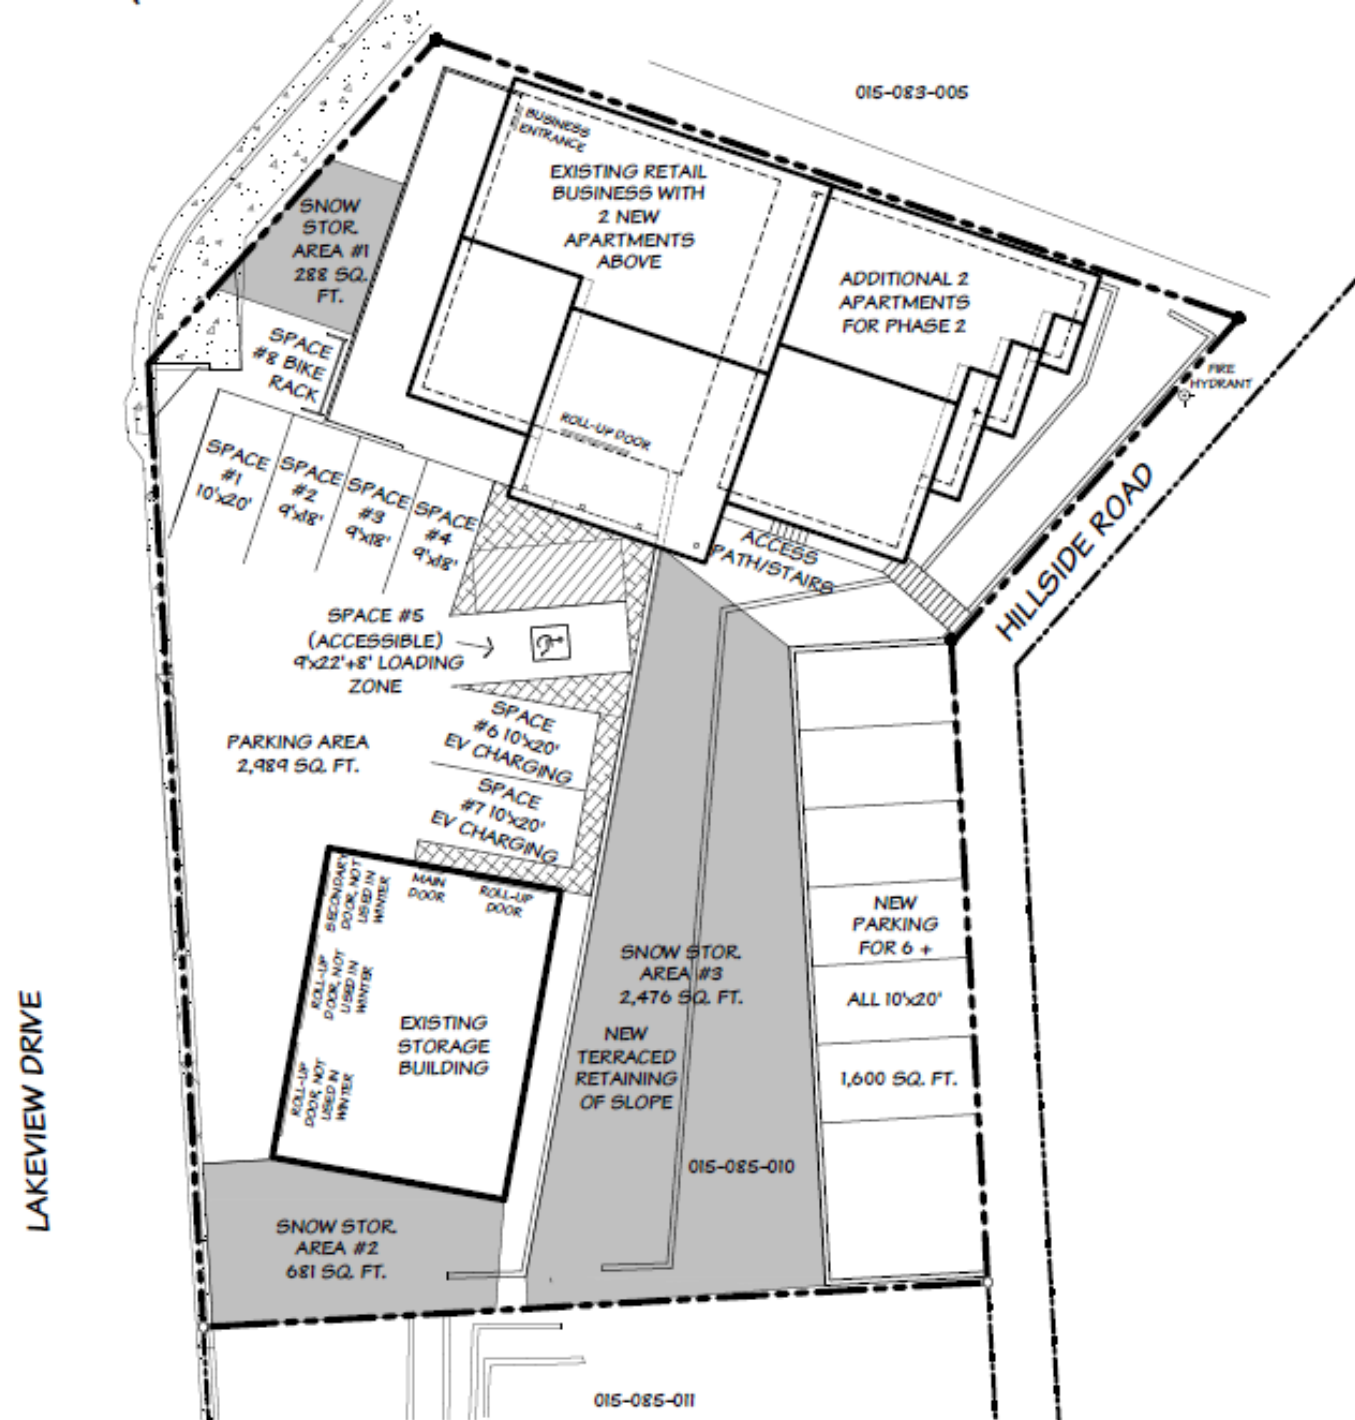 015-083-005
BUSINESS
ENTRANCE
EXISTING RETAIL
BUSINESS WITH
2 NEW
APARTMENTS
ABOVE
ADDITIONAL 2
APARTMENTS
FOR PHASE 2
SNOW
STOR.
AREA #1
288 SQ.
FT.
SPACE
#8 BIKE
RACK
FIRE
HYDRANT
ROLL-UP DOOR
SPACE
#1
10'x20'
SPACE
#2
9'x18'
SPACE
#3
9'x18'
SPACE
#4
9'x18'
ACCESS
PATH/STAIRS
HILLSIDE ROAD
SPACE #5
(ACCESSIBLE)
9'x22'+8' LOADING
ZONE
SPACE
#6 10'x20'
EV CHARGING
PARKING AREA
2,989 SQ. FT.
SPACE
#7 10'x20'
EV CHARGING
SECONDARY
DOOR, NOT
USED IN
WINTER
MAIN
DOOR
ROLL-UP
DOOR
ROLL-UP
DOOR, NOT
USED IN
WINTER
ROLL-UP
DOOR, NOT
USED IN
WINTER
EXISTING
STORAGE
BUILDING
SNOW STOR.
AREA #3
2,476 SQ. FT.
NEW
TERRACED
RETAINING
OF SLOPE
NEW
PARKING
FOR 6 +
ALL 10'x20'
1,600 SQ. FT.
015-085-010
LAKEVIEW DRIVE
SNOW STOR.
AREA #2
681 SQ. FT.
015-085-011